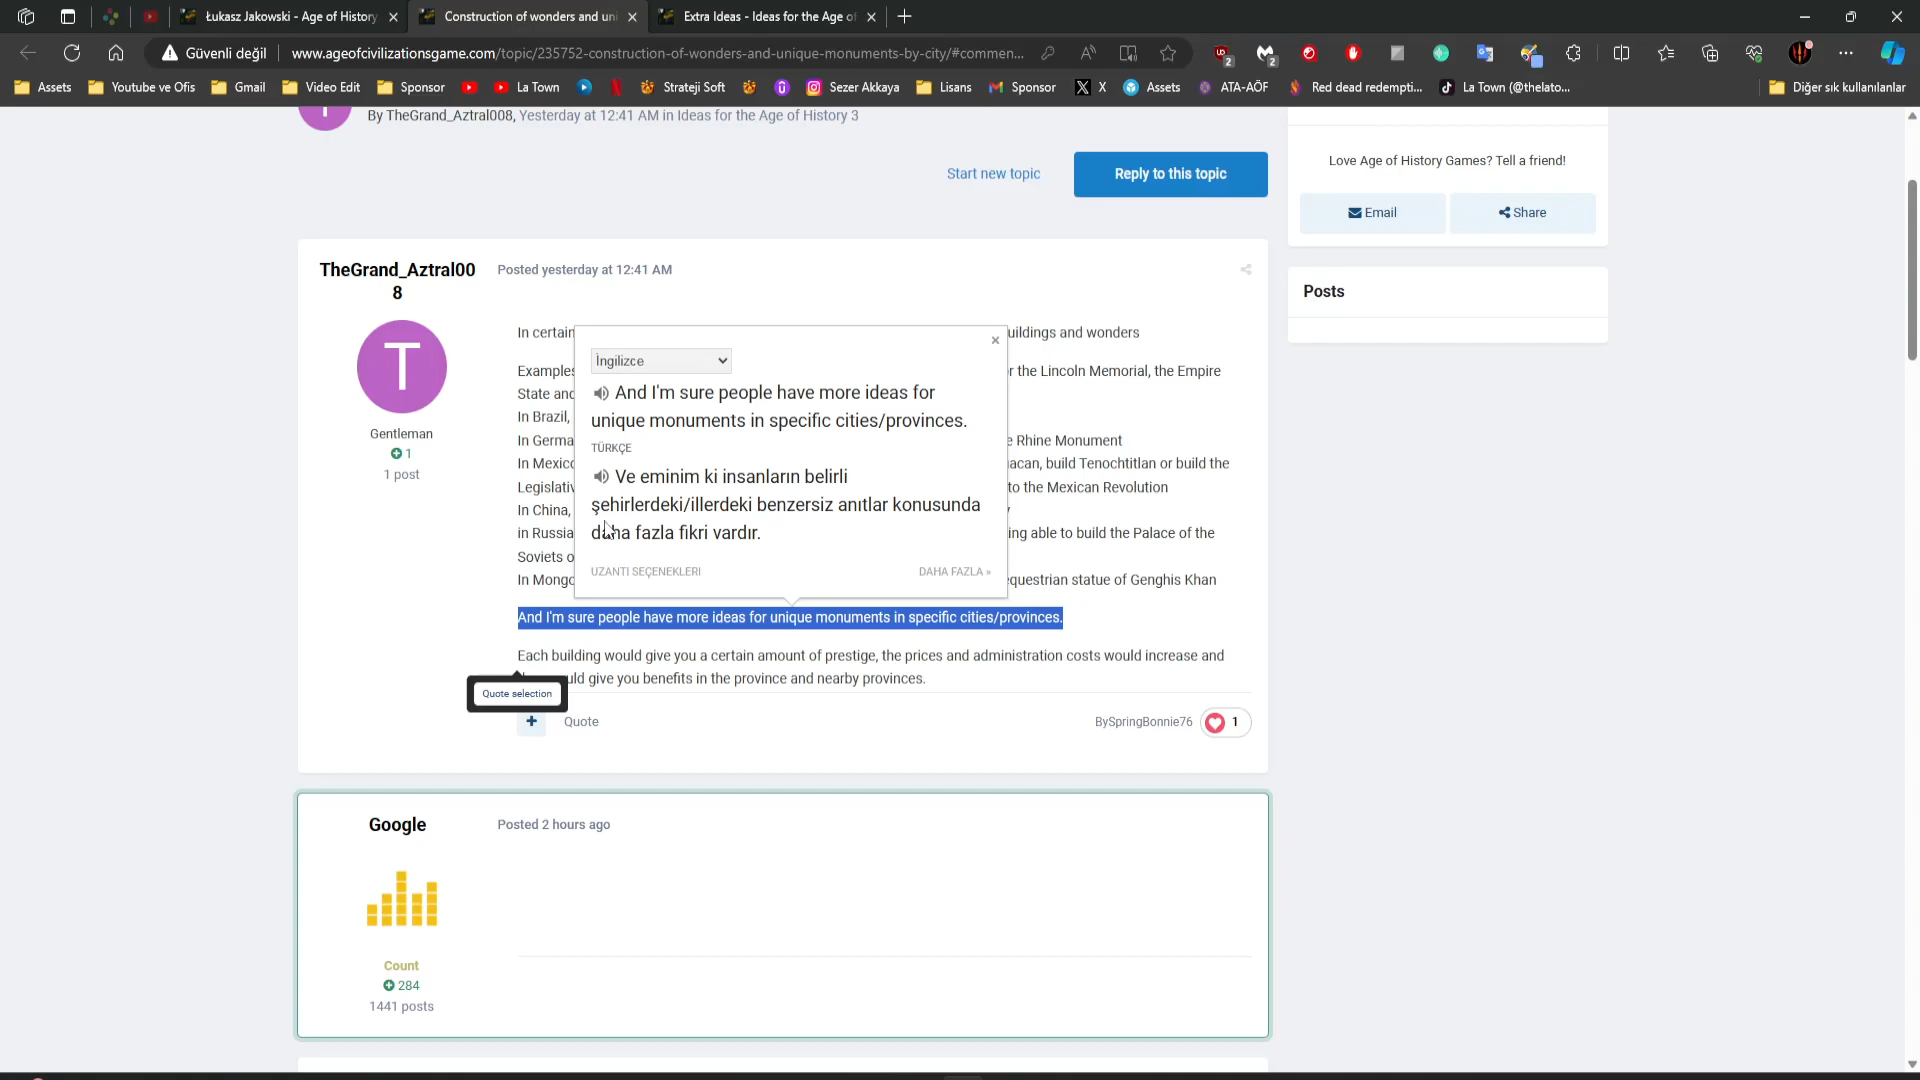 Łukasz Jakowski - Age of History
Construction of wonders and uni
Extra Ideas - Ideas for the Age of
Güvenli değil
www.ageofcivilizationsgame.com/topic/235752-construction-of-wonders-and-unique-monuments-by-city/#commen...
2
2
Assets
Youtube ve Ofis
Gmail
Video Edit
Sponsor
La Town
Strateji Soft
Sezer Akkaya
Lisans
Sponsor
X
Assets
ATA-AÖF
Red dead redempti...
La Town (@thelato...
Diğer sık kullanılanlar
By TheGrand_Aztral008, Yesterday at 12:41 AM in Ideas for the Age of History 3
Start new topic
Reply to this topic
Love Age of History Games? Tell a friend!
Email
Share
Posts
TheGrand_Aztral00
8
Posted yesterday at 12:41 AM
T
Gentleman
1
1 post
In certain
uildings and wonders
Examples
r the Lincoln Memorial, the Empire
State and
In Brazil,
In Germa
e Rhine Monument
In Mexico
acan, build Tenochtitlan or build the
Legislativ
to the Mexican Revolution
In China,
in Russia
ing able to build the Palace of the
Soviets o
In Mongo
equestrian statue of Genghis Khan
İngilizce
And I'm sure people have more ideas for
unique monuments in specific cities/provinces.
TÜRKÇE
Ve eminim ki insanların belirli
şehirlerdeki/illerdeki benzersiz anıtlar konusunda
daha fazla fikri vardır.
UZANTI SEÇENEKLERI
DAHA FAZLA »
And I'm sure people have more ideas for unique monuments in specific cities/provinces.
Each building would give you a certain amount of prestige, the prices and administration costs would increase and
uld give you benefits in the province and nearby provinces.
Quote selection
Quote
BySpringBonnie76
1
Google
Posted 2 hours ago
Count
284
1441 posts